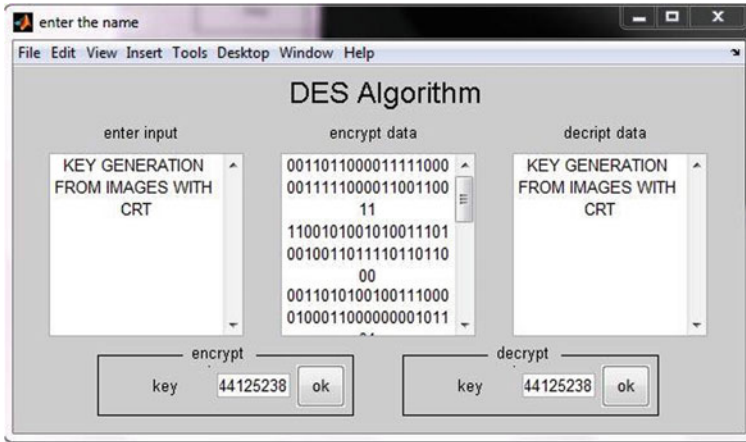 enter the name
File Edit View Insert Tools Desktop Window Help
DES Algorithm
enter input
KEY GENERATION
FROM IMAGES WITH
CRT
encrypt data
0011011000011111000
0011111000011001100
11
1100101001010011101
0010011011110110110
00
0011010100100111000
0100011000000001011
decript data
KEY GENERATION
FROM IMAGES WITH
CRT
encrypt
key 44125238 ok
decrypt
key 44125238 ok